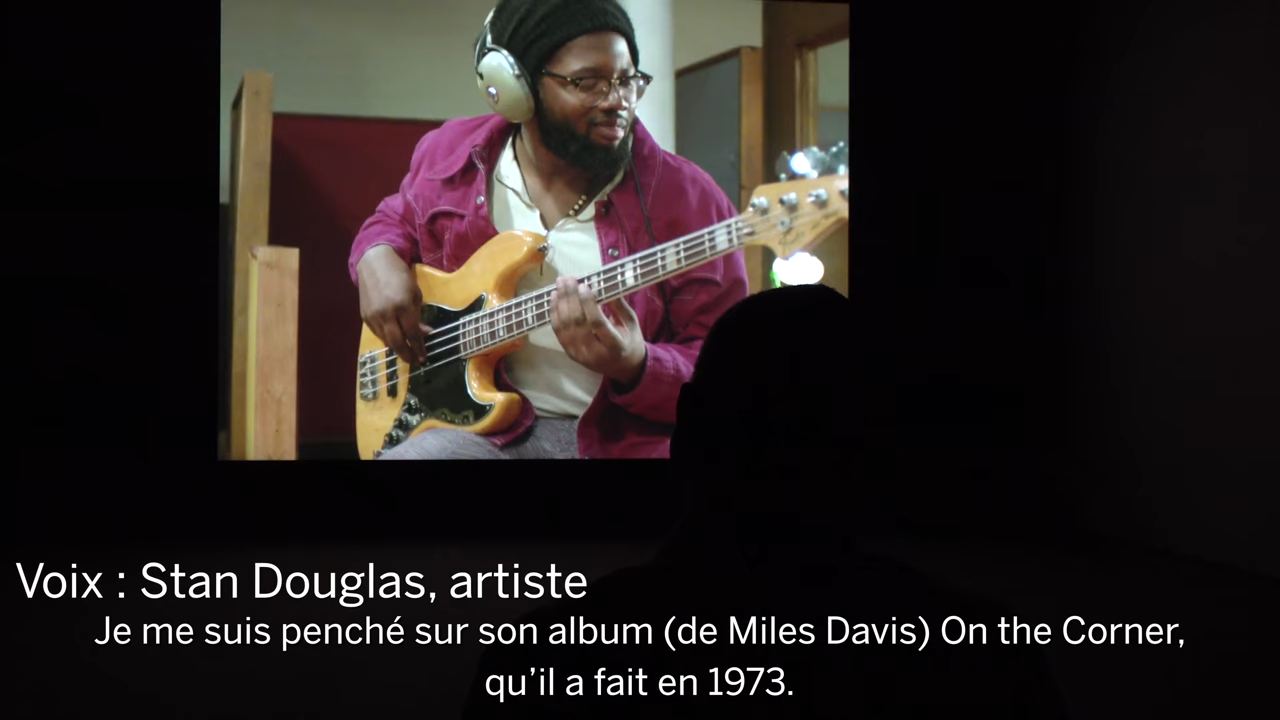 Voix : Stan Douglas, artiste
Je me suis penché sur son album (de Miles Davis) On the Corner,
qu’il a fait en 1973.